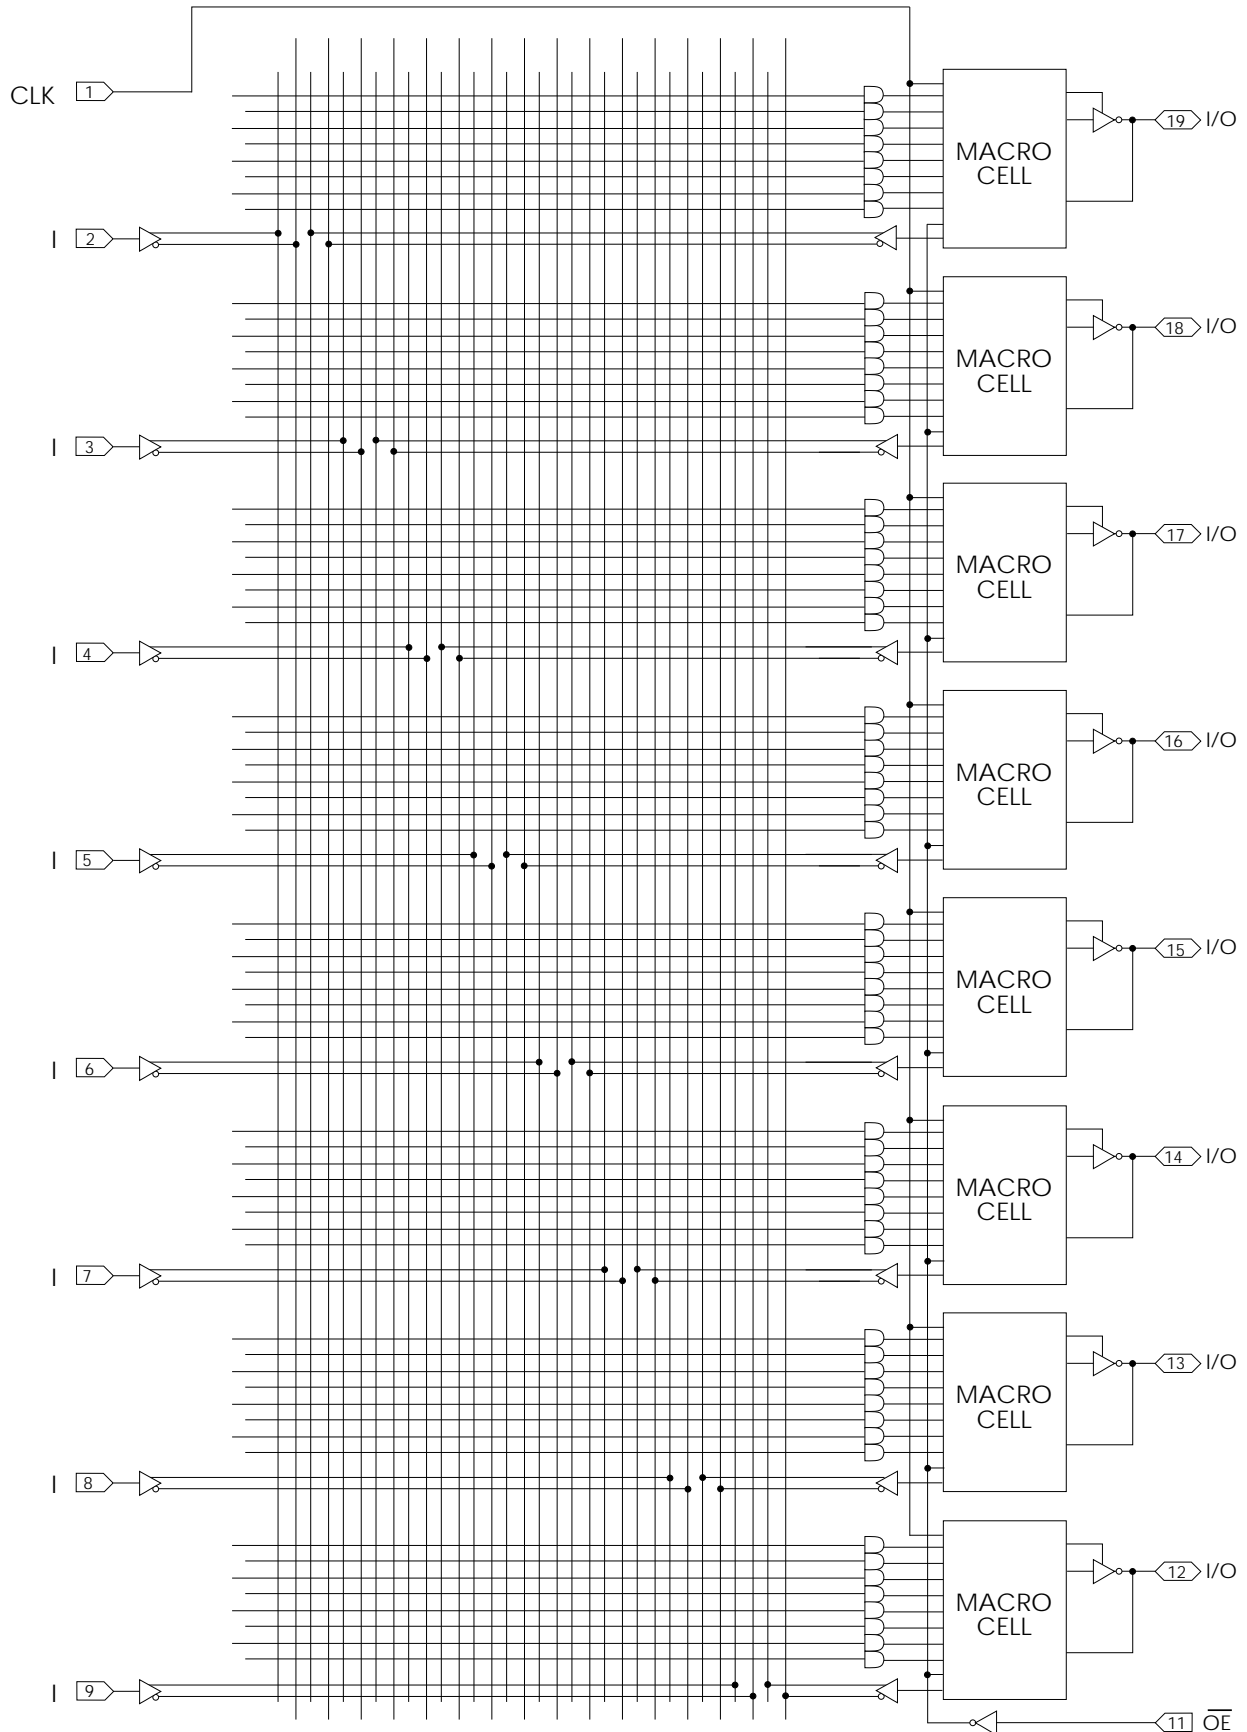 CLK 1
MACRO
CELL
19 I/O
I 2
MACRO
CELL
18 I/O
I 3
MACRO
CELL
17 I/O
I 4
MACRO
CELL
16 I/O
I 5
MACRO
CELL
15 I/O
I 6
MACRO
CELL
14 I/O
I 7
MACRO
CELL
13 I/O
I 8
MACRO
CELL
12 I/O
I 9
11 O̅E̅